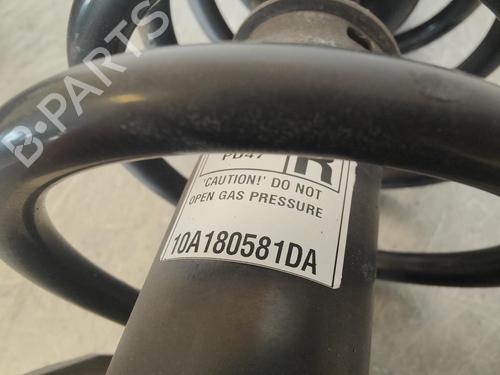 B-PARTS
PD47
R
'CAUTION!' DO NOT
OPEN GAS PRESSURE
10A180581DA